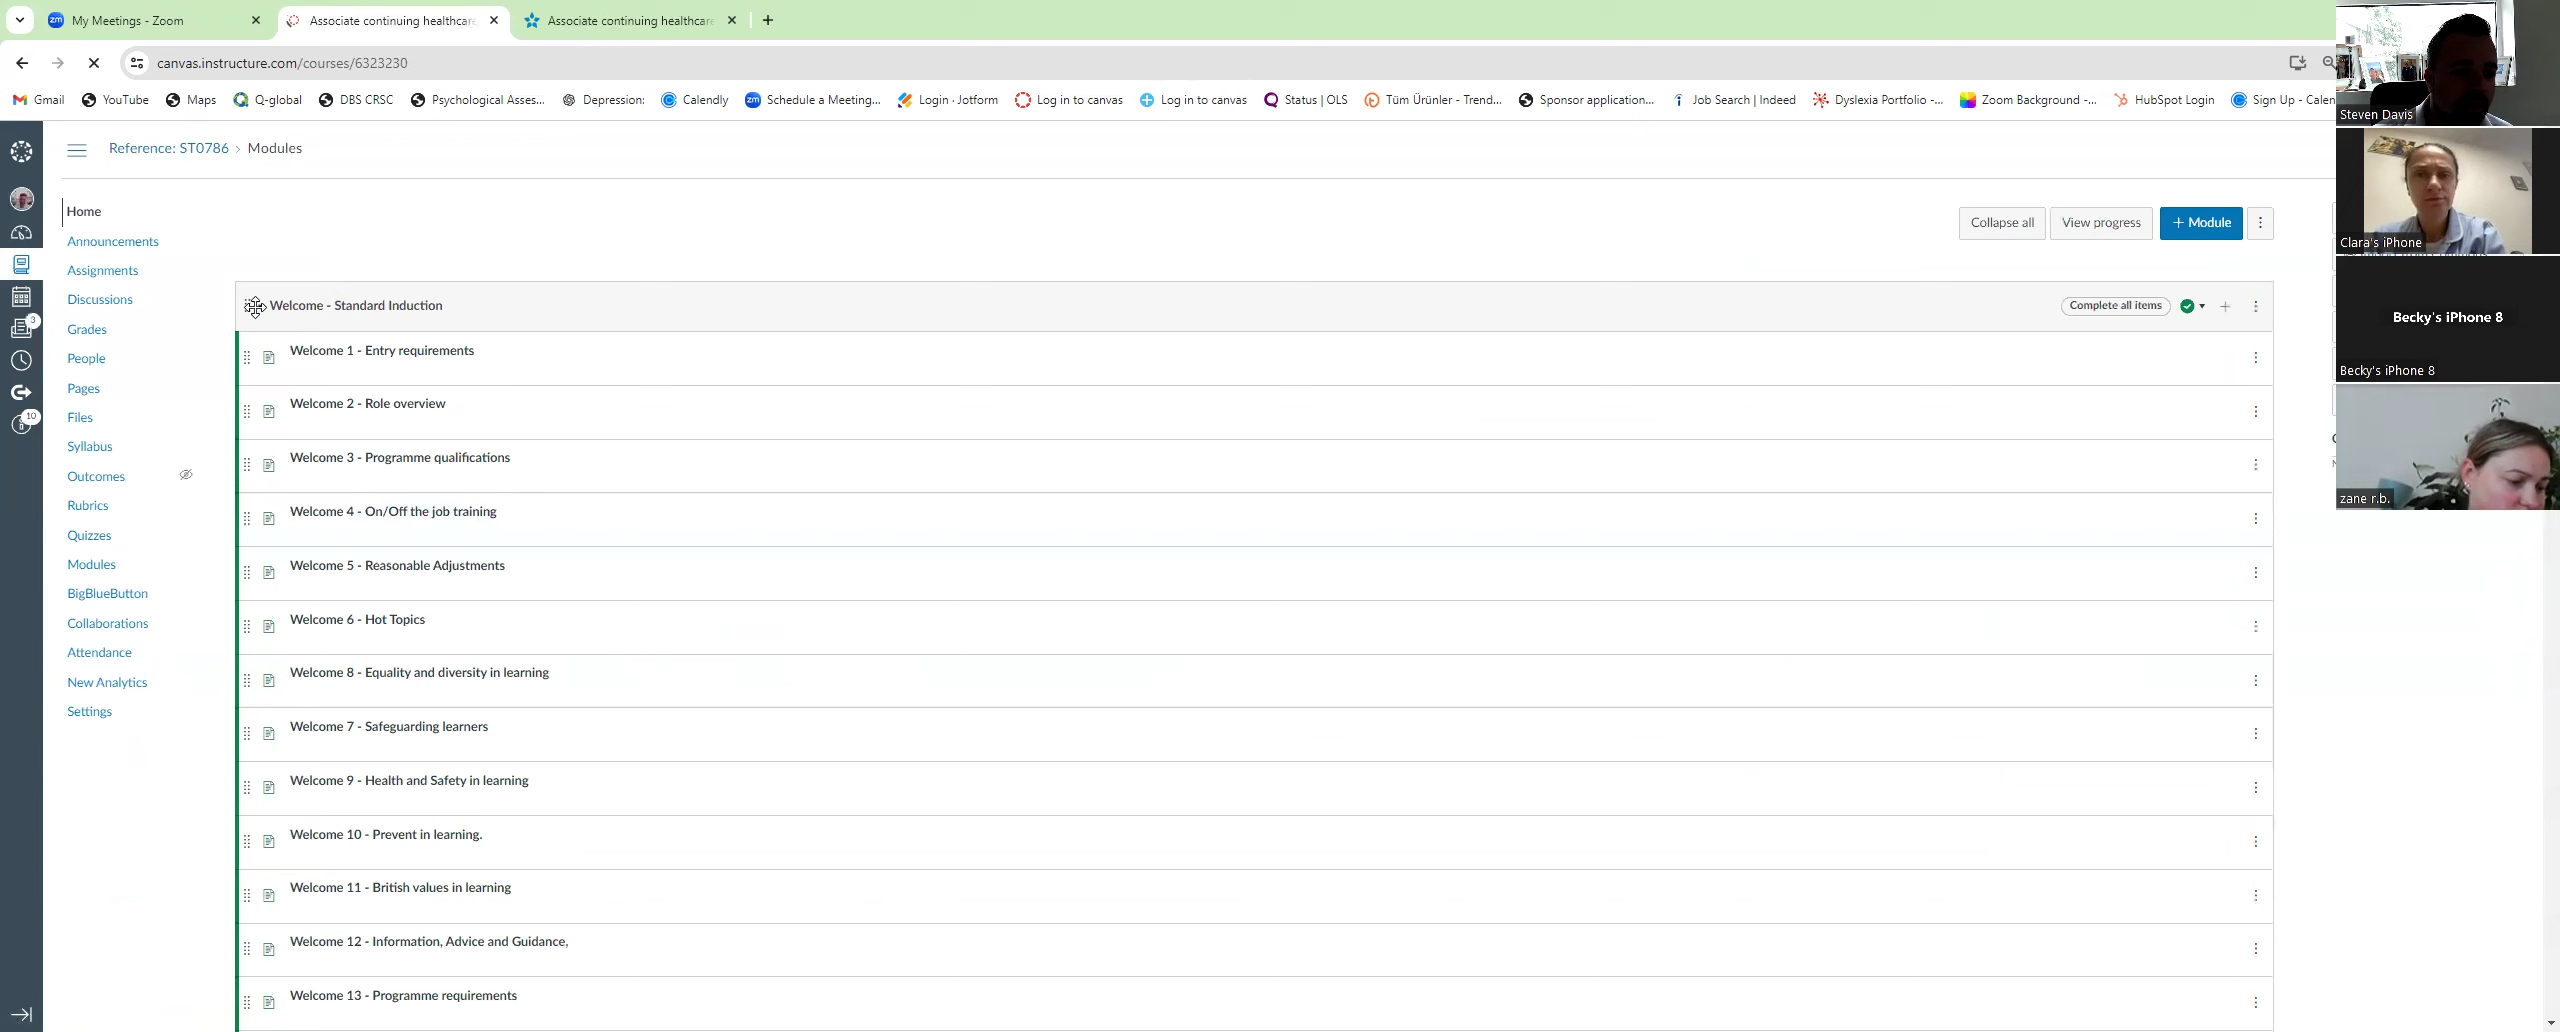 My Meetings - Zoom
Associate continuing healthcare
Associate continuing healthcare
canvas.instructure.com/courses/6323230
Gmail
YouTube
Maps
Q-global
DBS CRSC
Psychological Asses...
Depression:
Calendly
Schedule a Meeting...
Login · Jotform
Log in to canvas
Log in to canvas
Status | OLS
Tüm Ürünler - Trend...
Sponsor application...
Job Search | Indeed
Dyslexia Portfolio -...
Zoom Background -...
HubSpot Login
Sign Up - Calen
Reference: ST0786 › Modules
Home
Announcements
Assignments
Discussions
Grades
People
Pages
Files
Syllabus
Outcomes
Rubrics
Quizzes
Modules
BigBlueButton
Collaborations
Attendance
New Analytics
Settings
3
10
Collapse all
View progress
+ Module
Welcome - Standard Induction
Complete all items
Welcome 1 - Entry requirements
Welcome 2 - Role overview
Welcome 3 - Programme qualifications
Welcome 4 - On/Off the job training
Welcome 5 - Reasonable Adjustments
Welcome 6 - Hot Topics
Welcome 8 - Equality and diversity in learning
Welcome 7 - Safeguarding learners
Welcome 9 - Health and Safety in learning
Welcome 10 - Prevent in learning.
Welcome 11 - British values in learning
Welcome 12 - Information, Advice and Guidance,
Welcome 13 - Programme requirements
Steven Davis
Clara's iPhone
Becky's iPhone 8
Becky's iPhone 8
zane r.b.